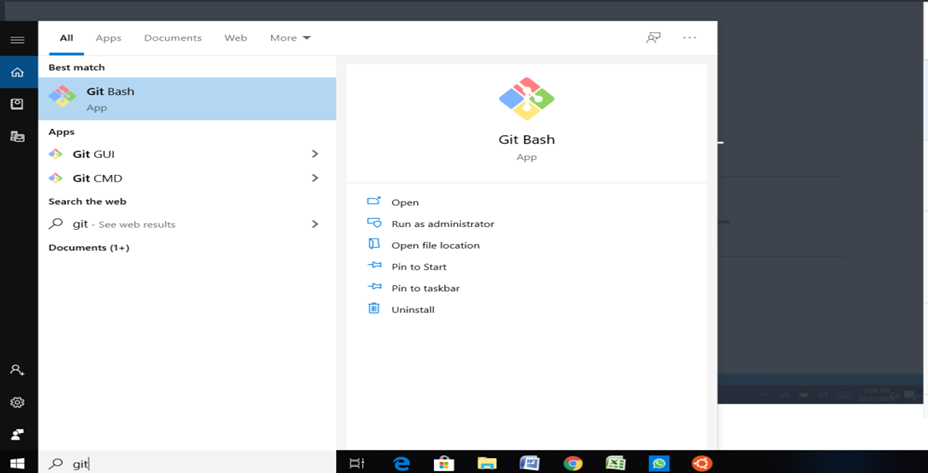 All Apps Documents Web More
Best match
Git Bash
App
Apps
Git GUI
Git CMD
Search the web
git - See web results
Documents (1+)
git
Git Bash
App
Open
Run as administrator
Open file location
Pin to Start
Pin to taskbar
Uninstall